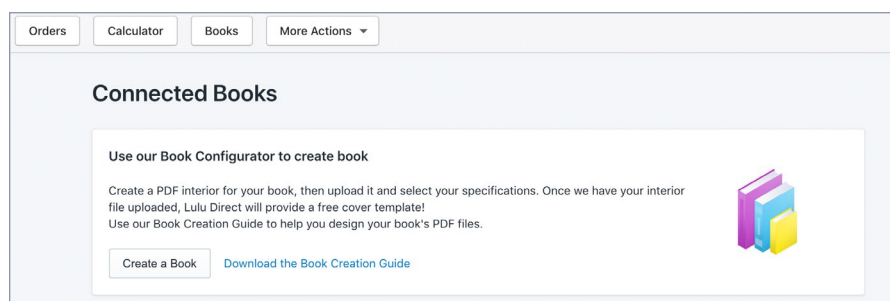 Orders Calculator Books More Actions
Connected Books
Use our Book Configurator to create book
Create a PDF interior for your book, then upload it and select your specifications. Once we have your interior
file uploaded, Lulu Direct will provide a free cover template!
Use our Book Creation Guide to help you design your book's PDF files.
Create a Book Download the Book Creation Guide